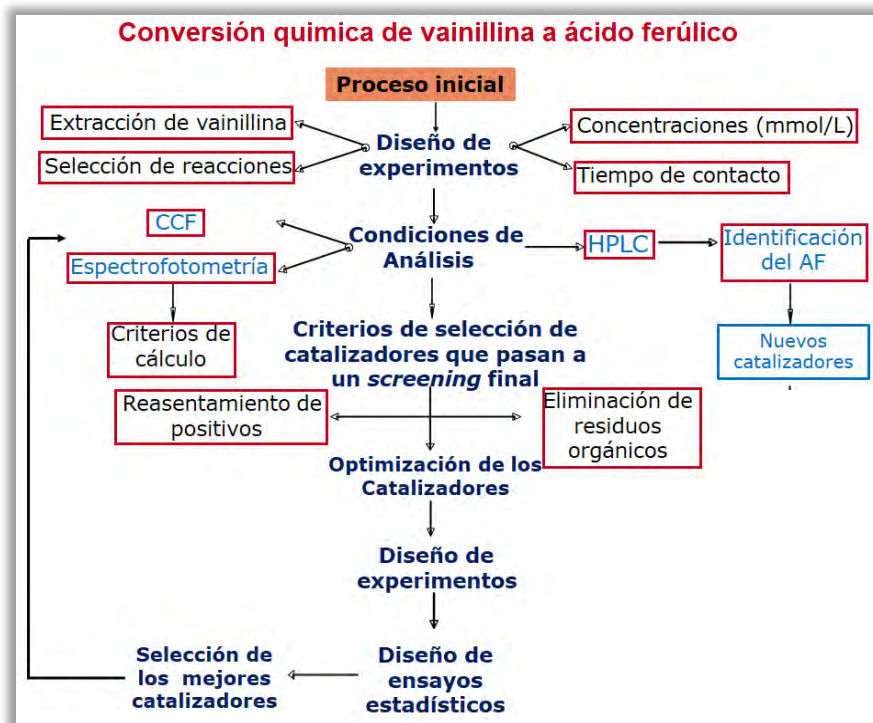 Conversión quimica de vainillina a ácido ferúlico
Proceso inicial
Extracción de vainillina
Selección de reacciones
Diseño de
experimentos
Concentraciones (mmol/L)
Tiempo de contacto
CCF
Espectrofotometría
Condiciones de
Análisis
HPLC
Identificación
del AF
Criterios de
cálculo
Criterios de selección de
catalizadores que pasan a
un screening final
Nuevos
catalizadores
Reasentamiento de
positivos
Eliminación de
residuos
orgánicos
Optimización de los
Catalizadores
Diseño de
experimentos
Selección de
los mejores
catalizadores
Diseño de
ensayos
estadísticos